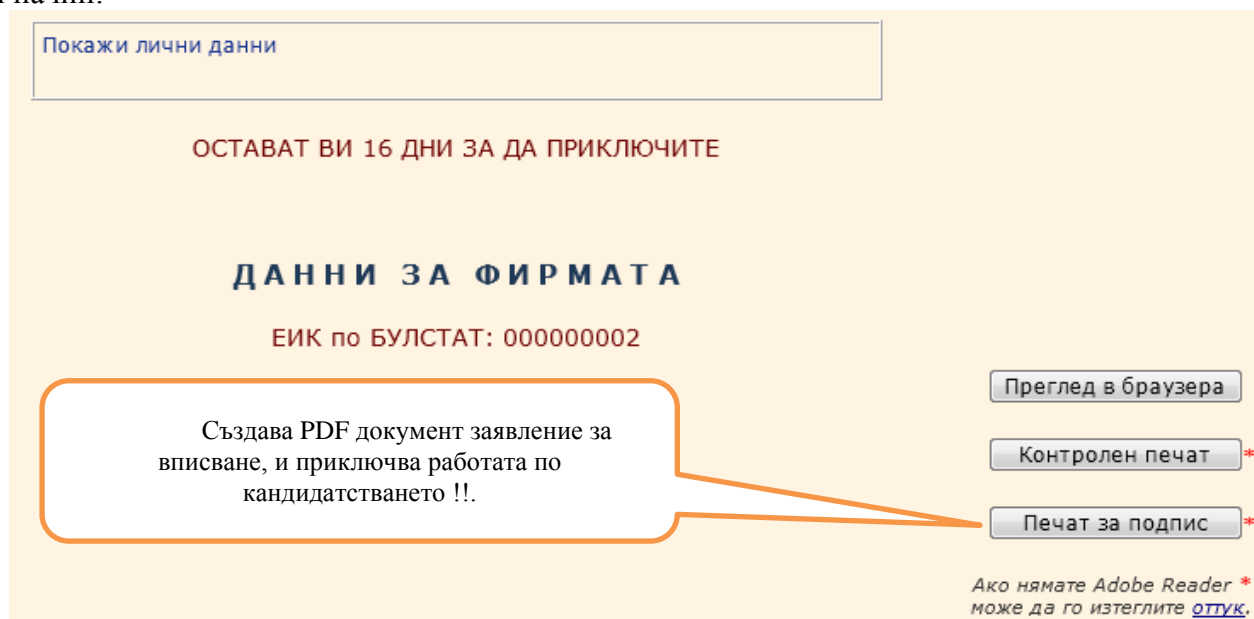 Покажи лични данни
ОСТАВАТ ВИ 16 ДНИ ЗА ДА ПРИКЛЮЧИТЕ
ДАННИ ЗА ФИРМАТА
ЕИК по БУЛСТАТ: 000000002
Преглед в браузера
Създава PDF документ заявление за
вписване, и приключва работата по
кандидатстването !!.
Контролен печат *
Печат за подпис *
Ако нямате Adobe Reader *
може да го изтеглите оттук.